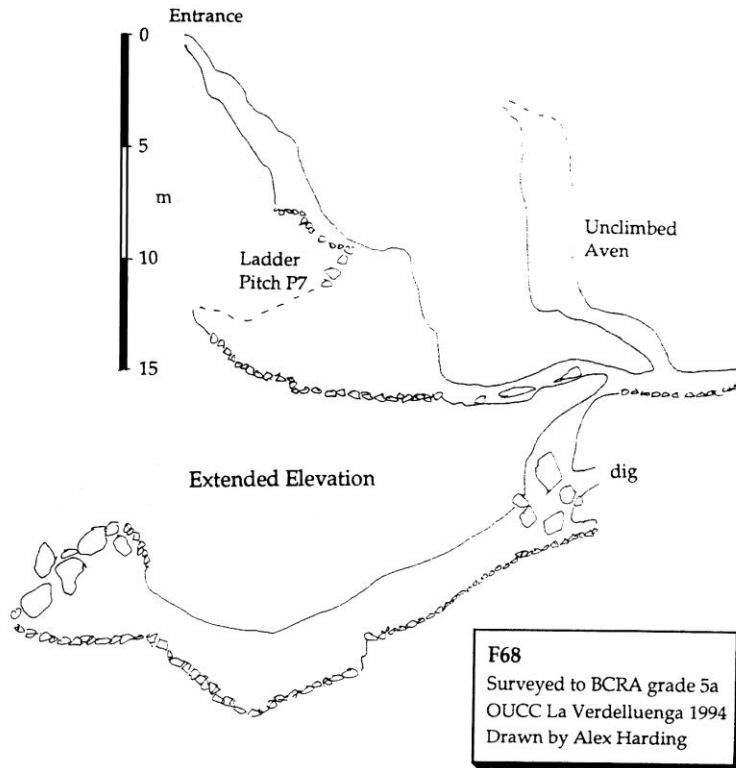 Entrance
0
5
m
10
15
Ladder
Pitch P7
Unclimbed
Aven
Extended Elevation
dig
F68
Surveyed to BCRA grade 5a
OUCC La Verdelluenga 1994
Drawn by Alex Harding